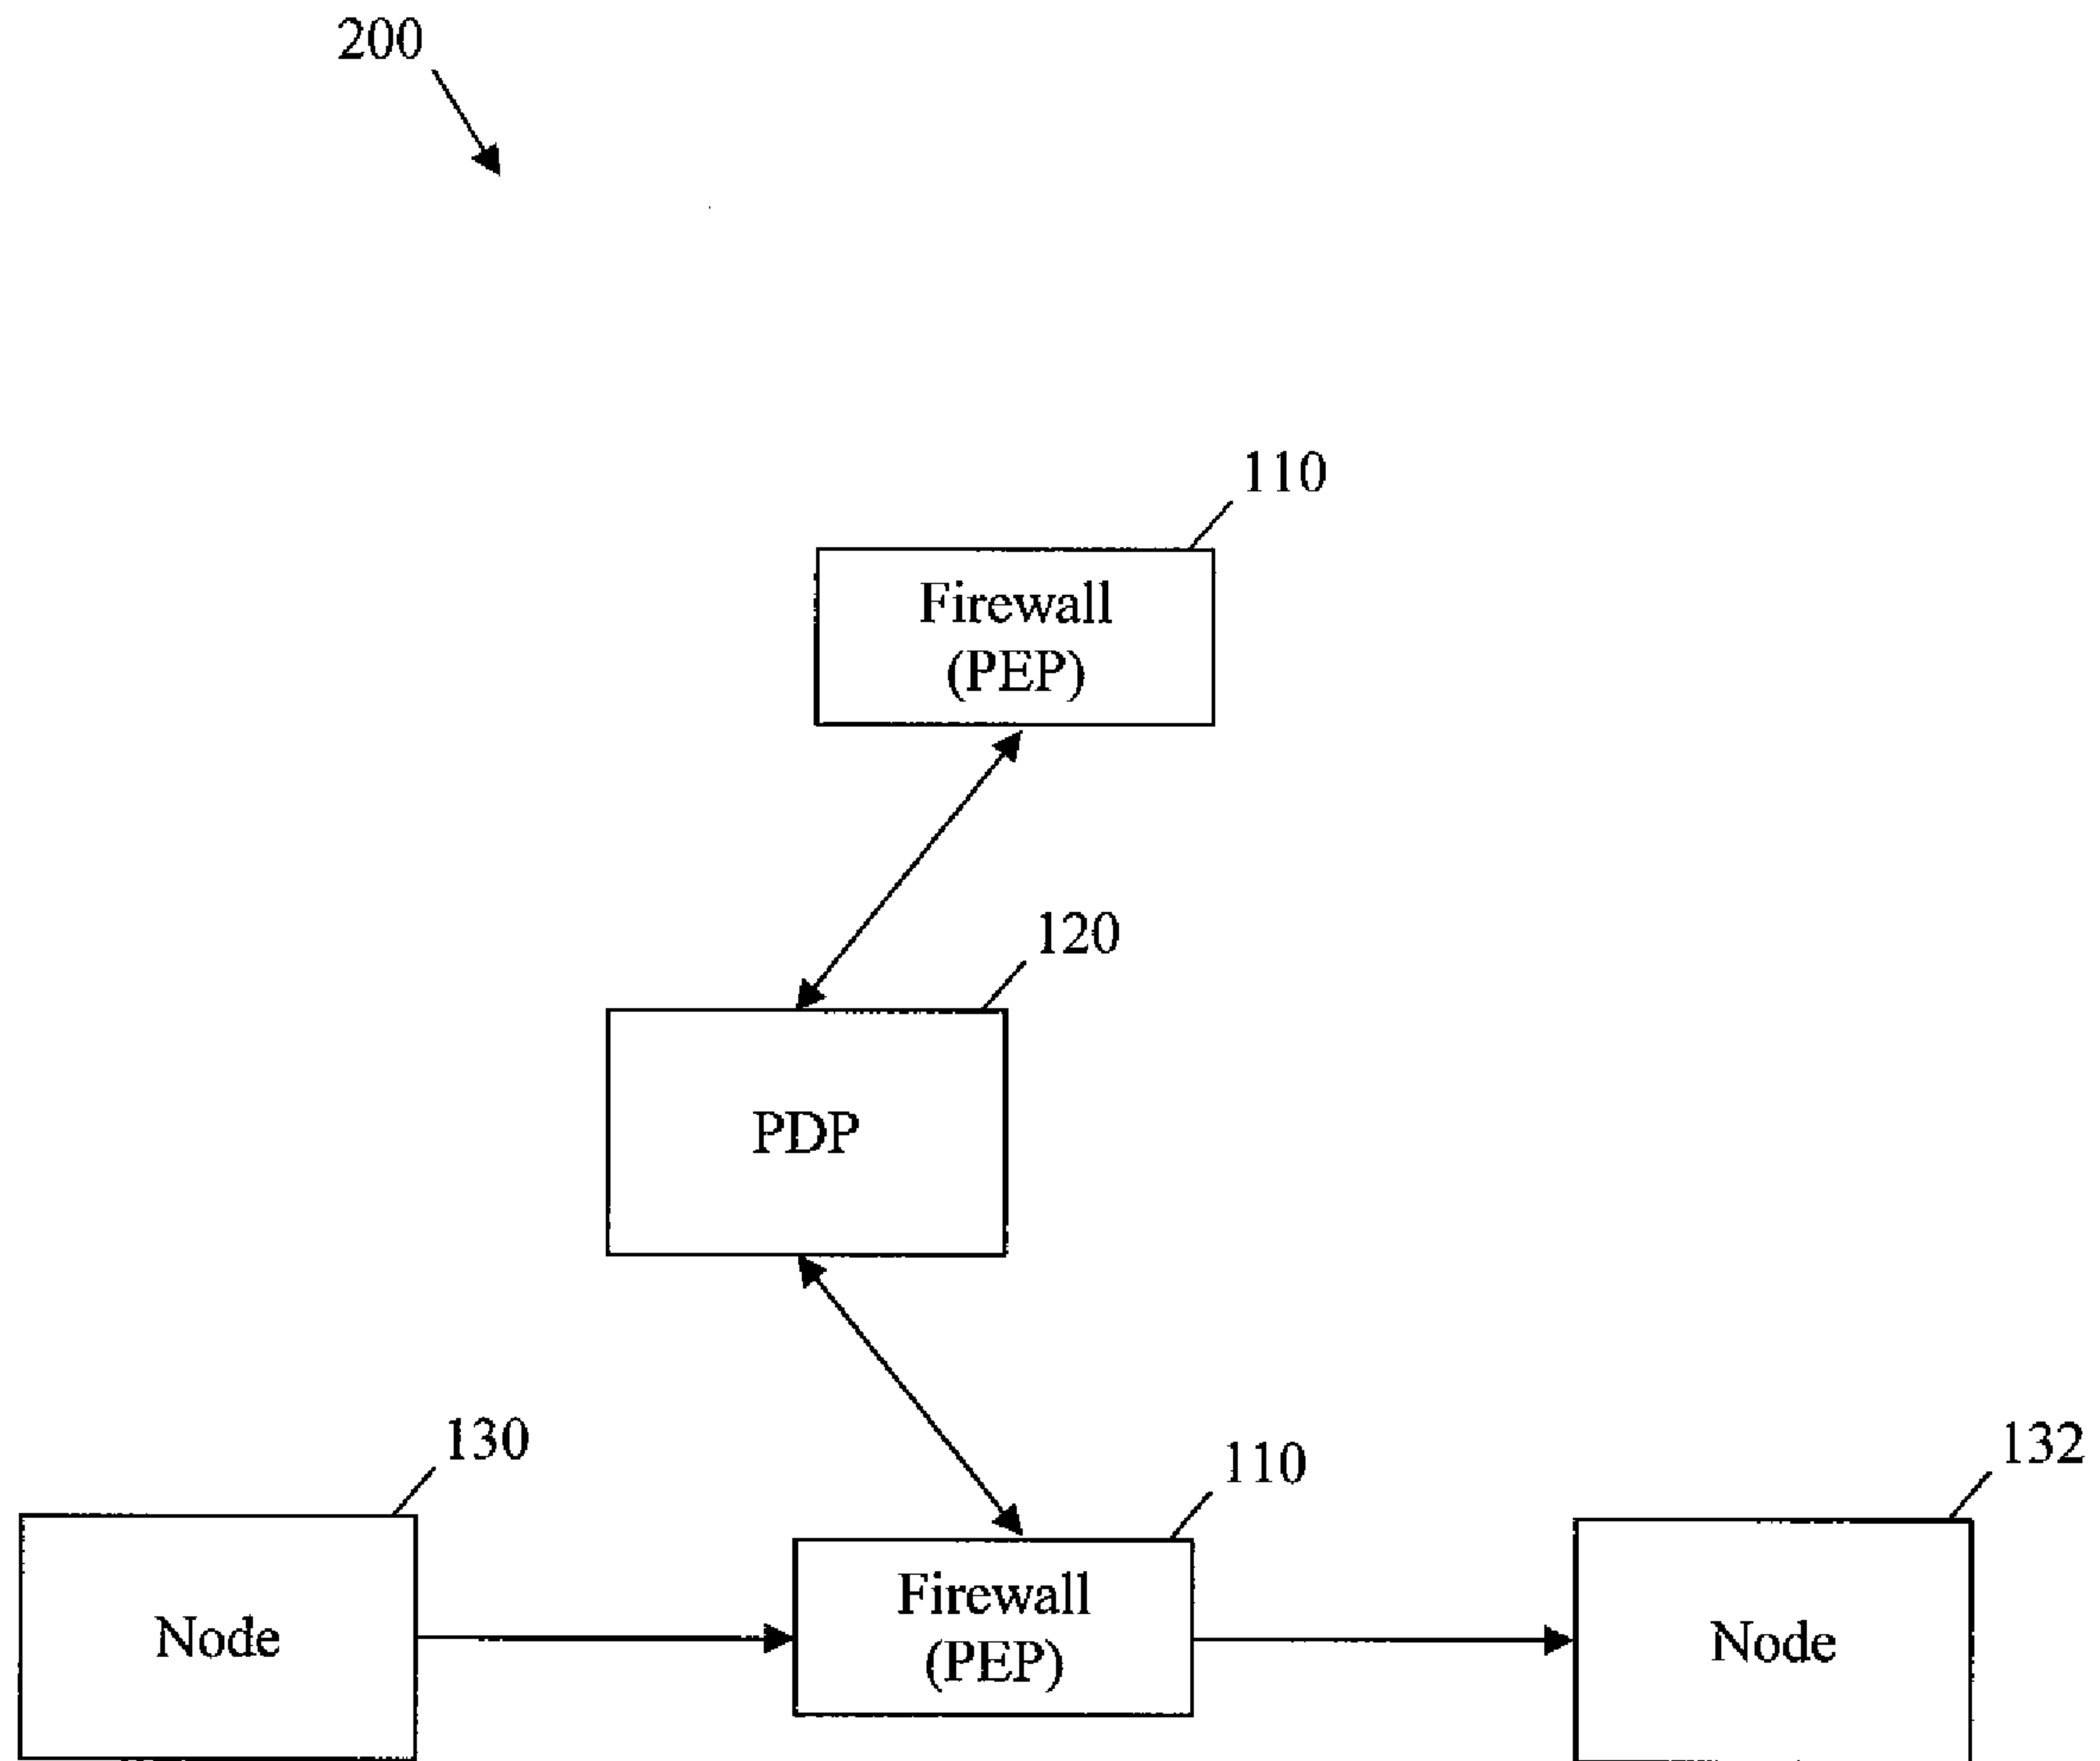 200
110
Firewall
(PEP)
120
PDP
130
110
132
Node
Firewall
(PEP)
Node